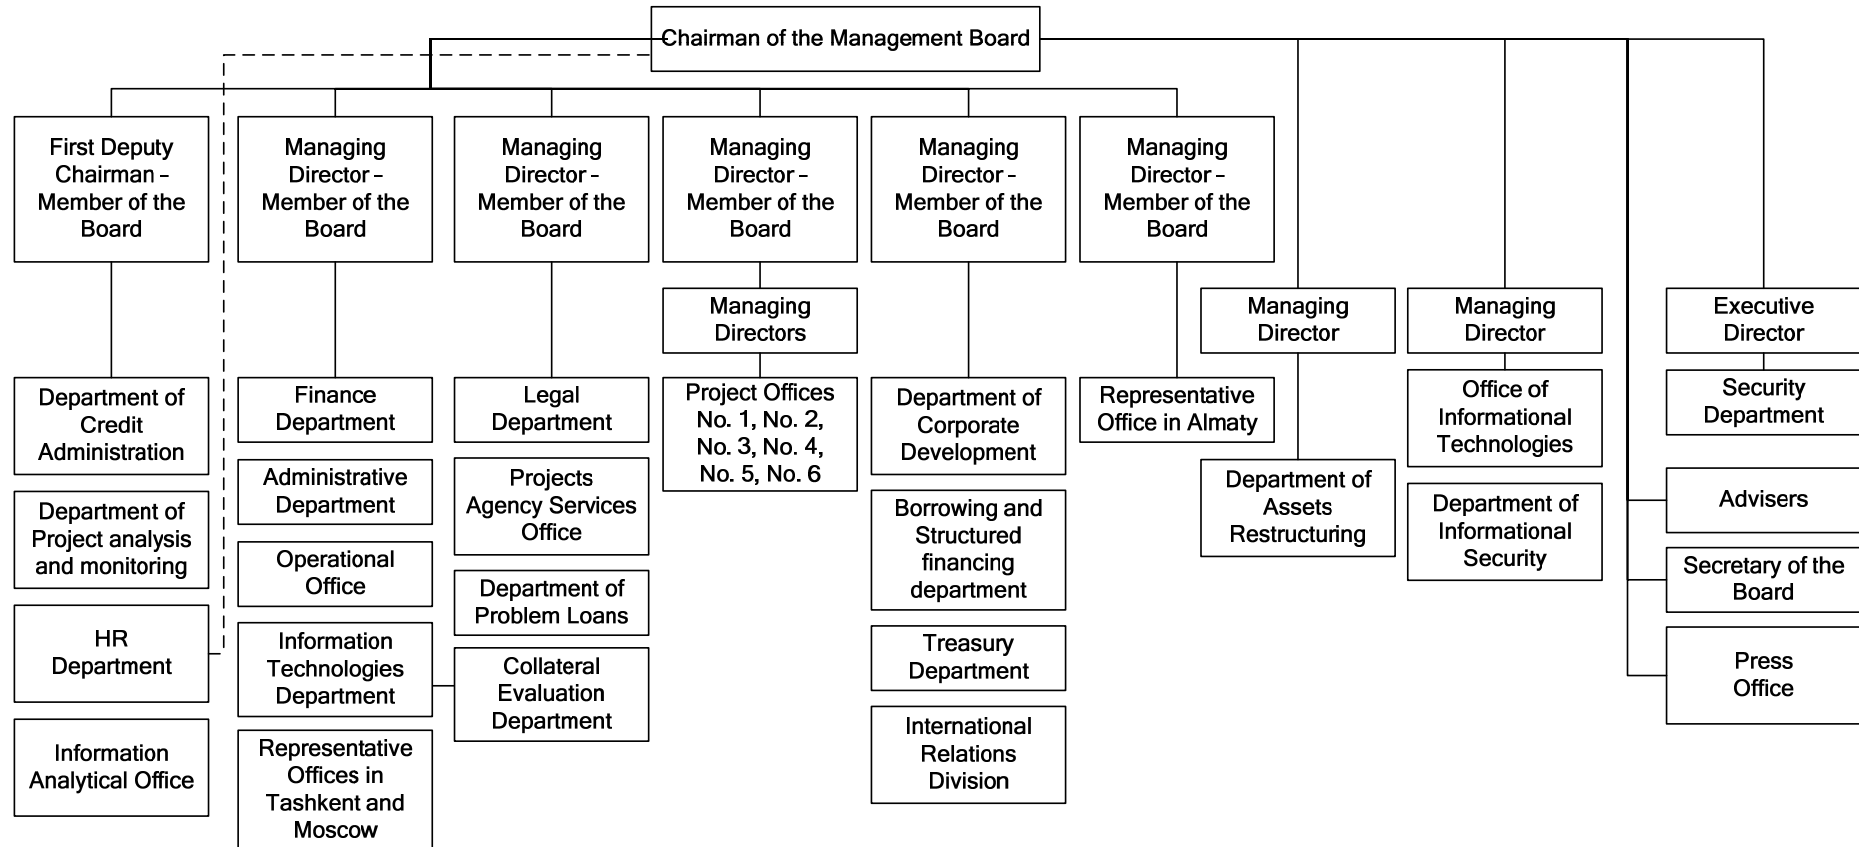 Chairman of the Management Board
First Deputy
Chairman –
Member of the
Board
Managing
Director –
Member of the
Board
Managing
Director –
Member of the
Board
Managing
Director –
Member of the
Board
Managing
Director –
Member of the
Board
Managing
Director –
Member of the
Board
Managing
Directors
Managing
Director
Managing
Director
Executive
Director
Department of
Credit
Administration
Department of
Project analysis
and monitoring
HR
Department
Information
Analytical Office
Finance
Department
Administrative
Department
Operational
Office
Information
Technologies
Department
Representative
Offices in
Tashkent and
Moscow
Legal
Department
Projects
Agency Services
Office
Department of
Problem Loans
Collateral
Evaluation
Department
Project Offices
No. 1, No. 2,
No. 3, No. 4,
No. 5, No. 6
Department of
Corporate
Development
Borrowing and
Structured
financing
department
Treasury
Department
International
Relations
Division
Representative
Office in Almaty
Department of
Assets
Restructuring
Office of
Informational
Technologies
Department of
Informational
Security
Security
Department
Advisers
Secretary of the
Board
Press
Office